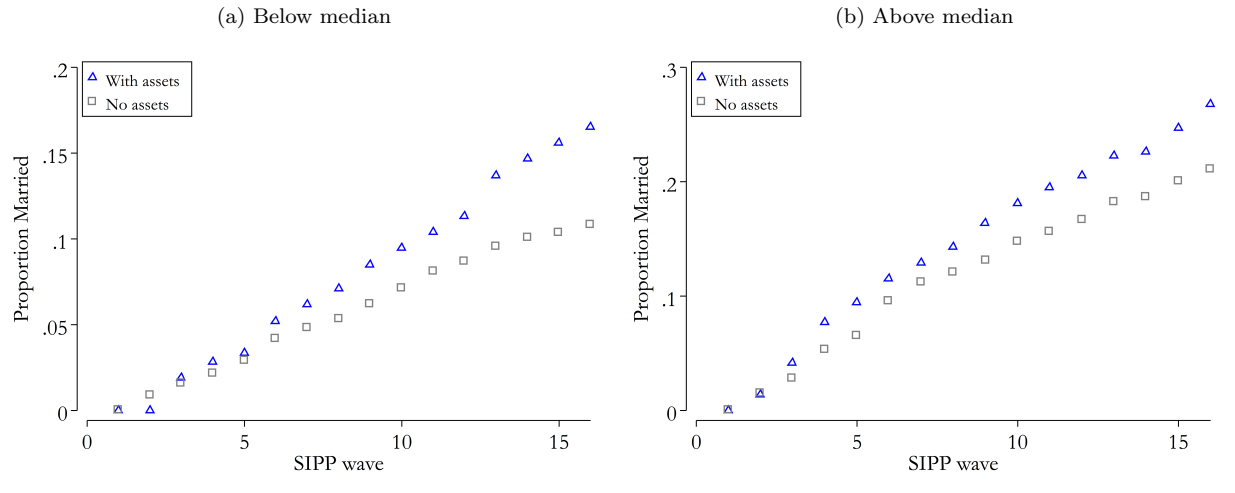 (a) Below median
With assets
No assets
.2
.15
.1
.05
0
Proportion Married
0 5 10 15
SIPP wave
(b) Above median
With assets
No assets
.3
.2
.1
0
Proportion Married
0 5 10 15
SIPP wave